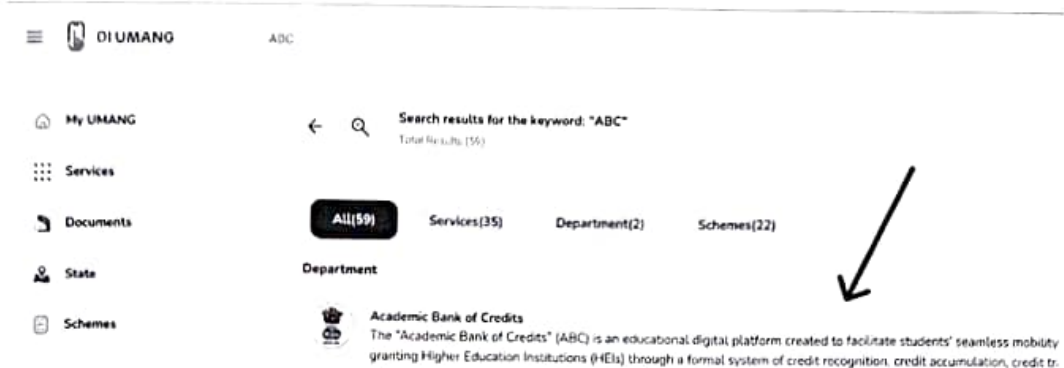 DI UMANG
ABC
My UMANG
Services
Documents
State
Schemes
Search results for the keyword: "ABC"
Total Results (59)
All(59)
Services(35)
Department(2)
Schemes(22)
Department
Academic Bank of Credits
The "Academic Bank of Credits" (ABC) is an educational digital platform created to facilitate students' seamless mobility
granting Higher Education Institutions (HEIs) through a formal system of credit recognition, credit accumulation, credit tr